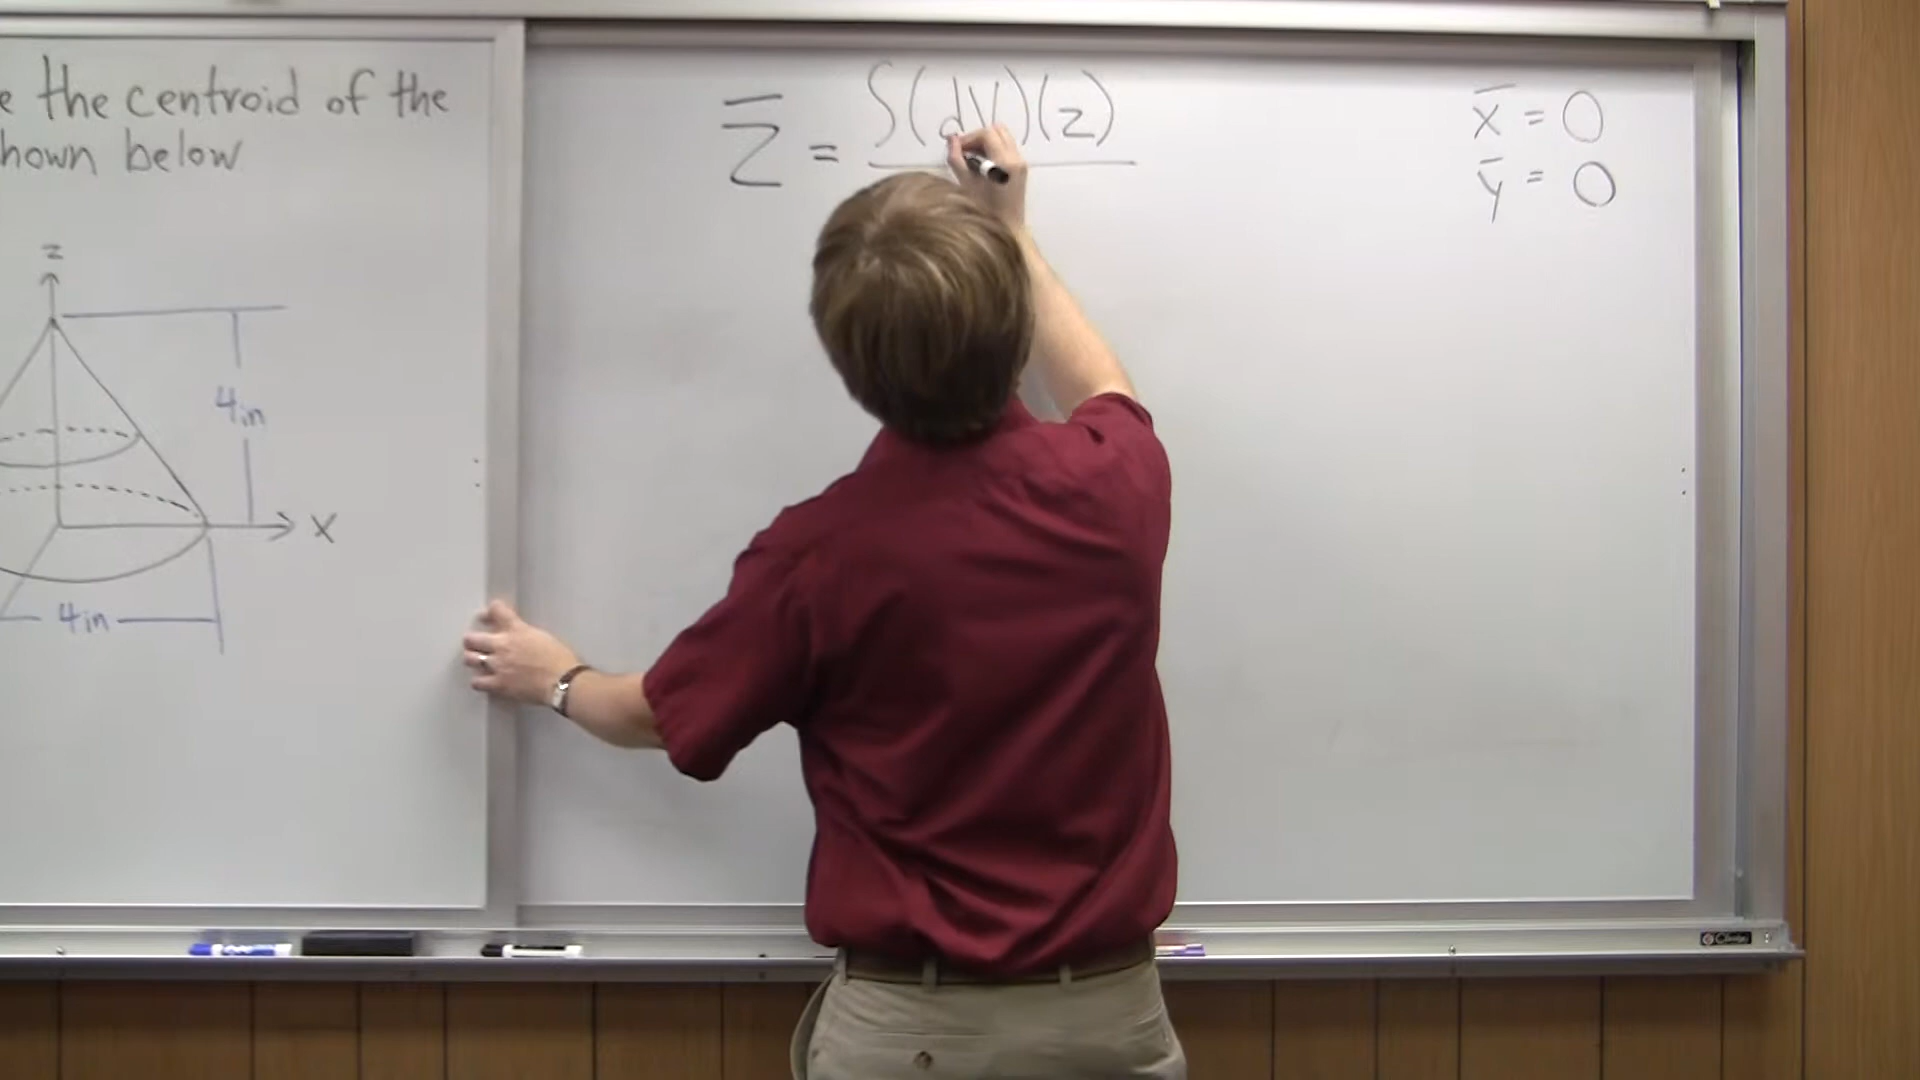 e the centroid of the
hown below
z
4in
x
4in
z̅ = ∫(dV)(z)
x̅ = 0
y̅ = 0